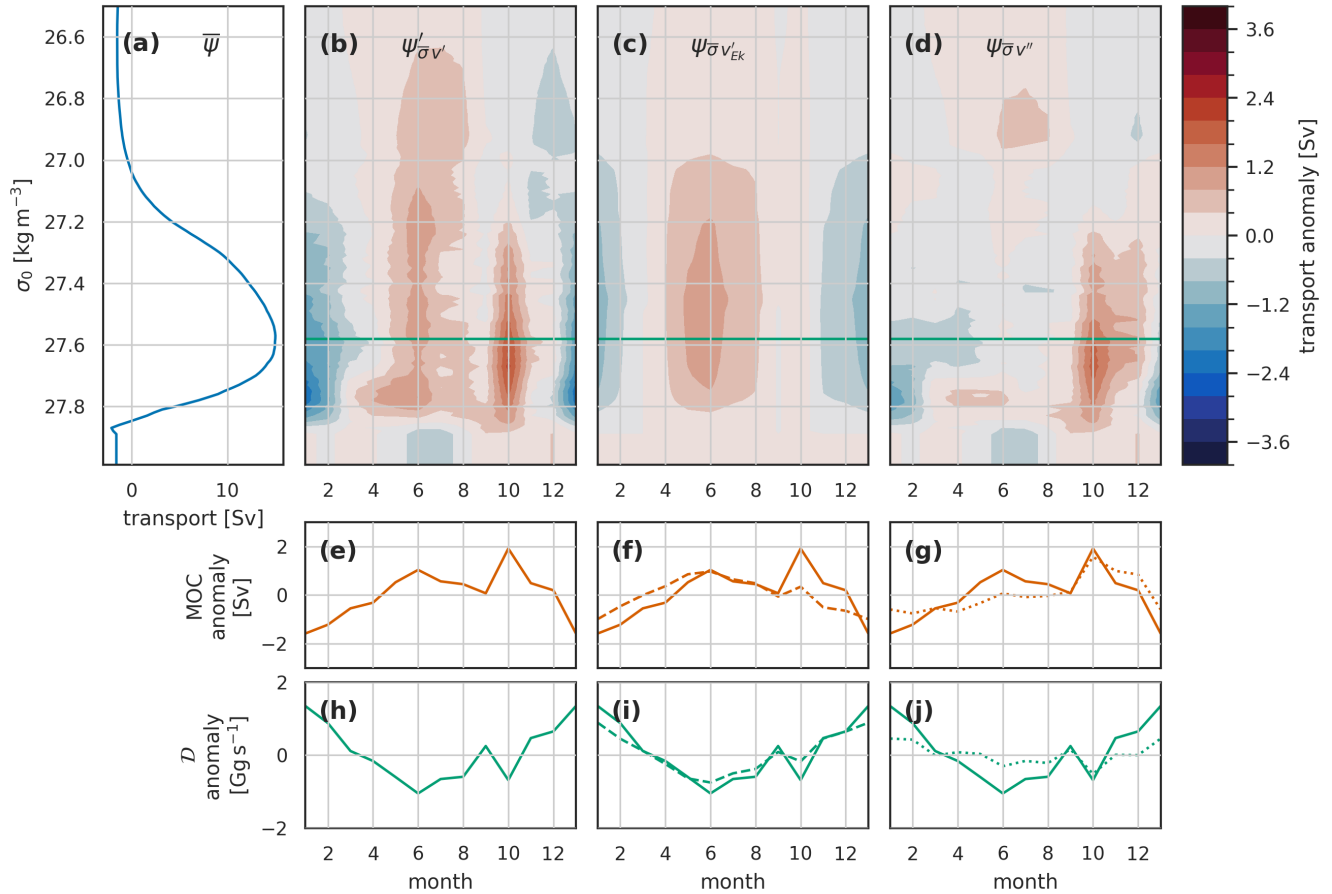 (a) ψ̅
(b) ψ′_{σ̅ v′}
(c) ψ_{σ̅ v′_{Ek}}
(d) ψ_{σ̅ v″}
σ₀ [kg m⁻³]
26.6
26.8
27.0
27.2
27.4
27.6
27.8
0 10
transport [Sv]
2 4 6 8 10 12
2 4 6 8 10 12
2 4 6 8 10 12
3.6
2.4
1.2
0.0
−1.2
−2.4
−3.6
transport anomaly [Sv]
MOC
anomaly
[Sv]
2
0
−2
(e)
(f)
(g)
𝒟
anomaly
[Gg s⁻¹]
2
0
−2
(h)
(i)
(j)
2 4 6 8 10 12
2 4 6 8 10 12
2 4 6 8 10 12
month
month
month